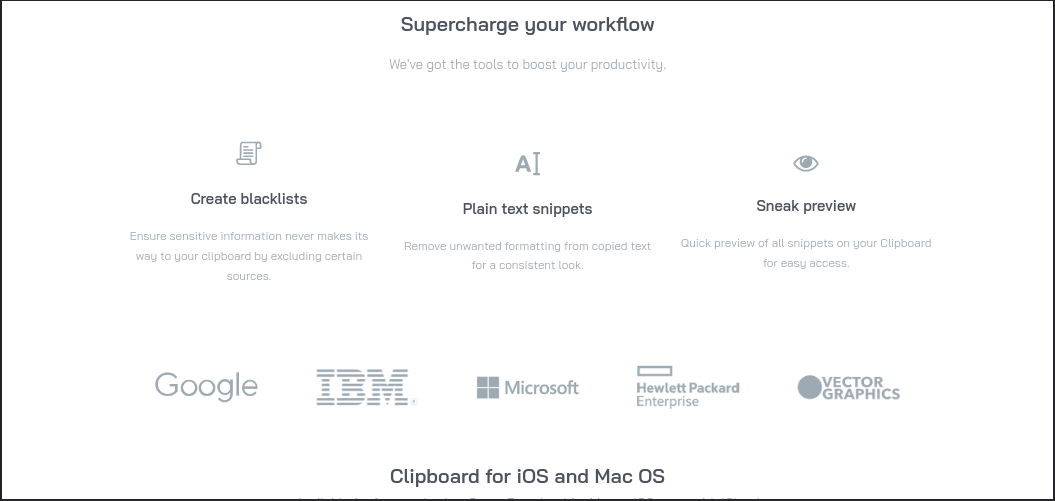 Supercharge your workflow
We've got the tools to boost your productivity.
AI
Create blacklists
Ensure sensitive information never makes its
way to your clipboard by excluding certain
sources.
Plain text snippets
Remove unwanted formatting from copied text
for a consistent look.
Sneak preview
Quick preview of all snippets on your Clipboard
for easy access.
Google
IBM®
Microsoft
Hewlett Packard
Enterprise
VECTOR
GRAPHICS
Clipboard for iOS and Mac OS